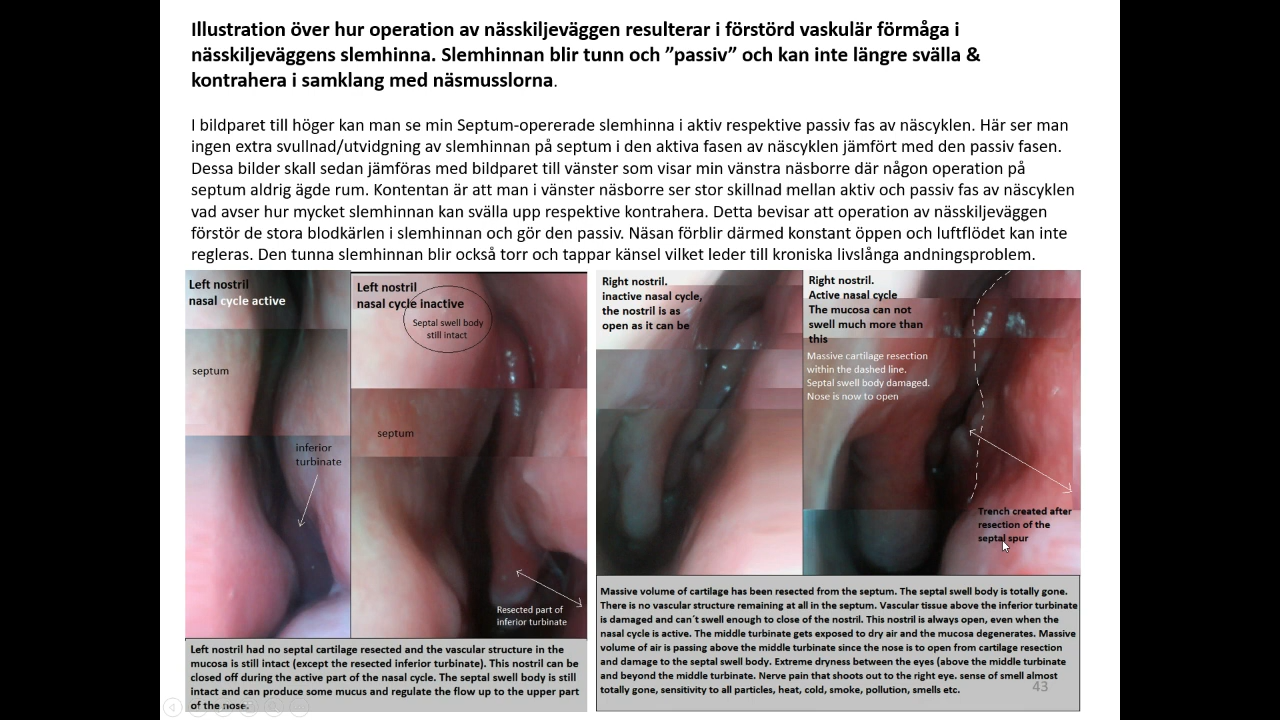 Illustration över hur operation av nässkiljeväggen resulterar i förstörd vaskulär förmåga i
nässkiljeväggens slemhinna. Slemhinnan blir tunn och ”passiv” och kan inte längre svälla &
kontrahera i samklang med näsmusslorna.
I bildparet till höger kan man se min Septum-opererade slemhinna i aktiv respektive passiv fas av näscyklen. Här ser man
ingen extra svullnad/utvidgning av slemhinnan på septum i den aktiva fasen av näscyklen jämfört med den passiv fasen.
Dessa bilder skall sedan jämföras med bildparet till vänster som visar min vänstra näsborre där någon operation på
septum aldrig ägde rum. Kontentan är att man i vänster näsborre ser stor skillnad mellan aktiv och passiv fas av näscyklen
vad avser hur mycket slemhinnan kan svälla upp respektive kontrahera. Detta bevisar att operation av nässkiljeväggen
förstör de stora blodkärlen i slemhinnan och gör den passiv. Näsan förblir därmed konstant öppen och luftflödet kan inte
regleras. Den tunna slemhinnan blir också torr och tappar känsel vilket leder till kroniska livslånga andningsproblem.
Left nostril
nasal cycle active
septum
inferior
turbinate
Left nostril
nasal cycle inactive
Septal swell body
still intact
septum
Resected part of
inferior turbinate
Left nostril had no septal cartilage resected and the vascular structure in the
mucosa is still intact (except the resected inferior turbinate). This nostril can be
closed off during the active part of the nasal cycle. The septal swell body is still
intact and can produce some mucus and regulate the flow up to the upper part
of the nose.
Right nostril.
inactive nasal cycle,
the nostril is as
open as it can be
Right nostril.
Active nasal cycle
The mucosa can not
swell much more than
this
Massive cartilage resection
within the dashed line.
Septal swell body damaged.
Nose is now to open
Trench created after
resection of the
septal spur
Massive volume of cartilage has been resected from the septum. The septal swell body is totally gone.
There is no vascular structure remaining at all in the septum. Vascular tissue above the inferior turbinate
is damaged and can´t swell enough to close of the nostril. This nostril is always open, even when the
nasal cycle is active. The middle turbinate gets exposed to dry air and the mucosa degenerates. Massive
volume of air is passing above the middle turbinate since the nose is to open from cartilage resection
and damage to the septal swell body. Extreme dryness between the eyes (above the middle turbinate
and beyond the middle turbinate. Nerve pain that shoots out to the right eye. sense of smell almost
totally gone, sensitivity to all particles, heat, cold, smoke, pollution, smells etc.
43